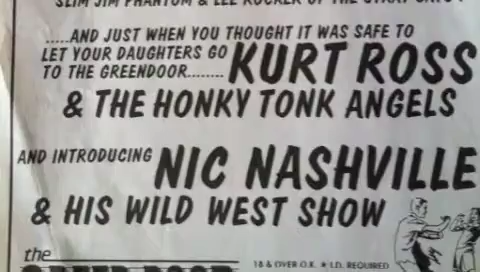 SLIM JIM PHANTOM & LEE ROCKER OF THE STRAY CATS !
.....AND JUST WHEN YOU THOUGHT IT WAS SAFE TO
LET YOUR DAUGHTERS GO
TO THE GREENDOOR........ KURT ROSS
& THE HONKY TONK ANGELS
AND INTRODUCING NIC NASHVILLE
& HIS WILD WEST SHOW
the
GREEN DOOR
18 & OVER O.K. ★ I.D. REQUIRED